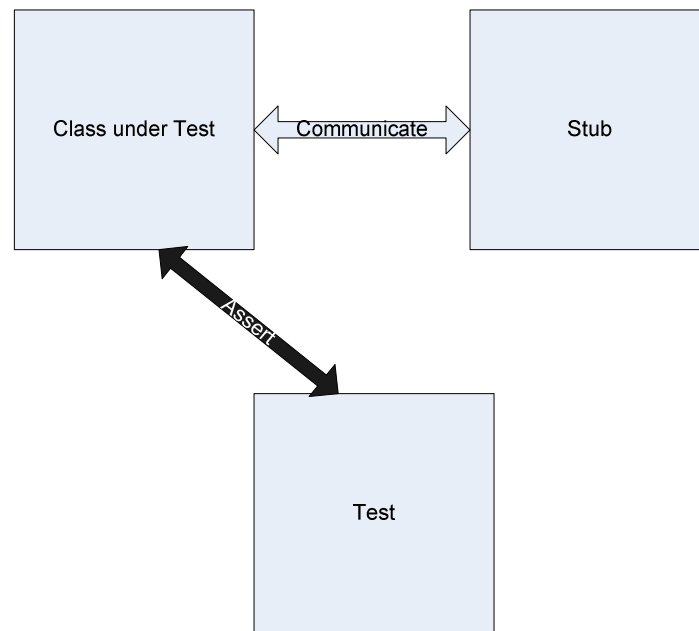 Class under Test
Communicate
Stub
Assert
Test